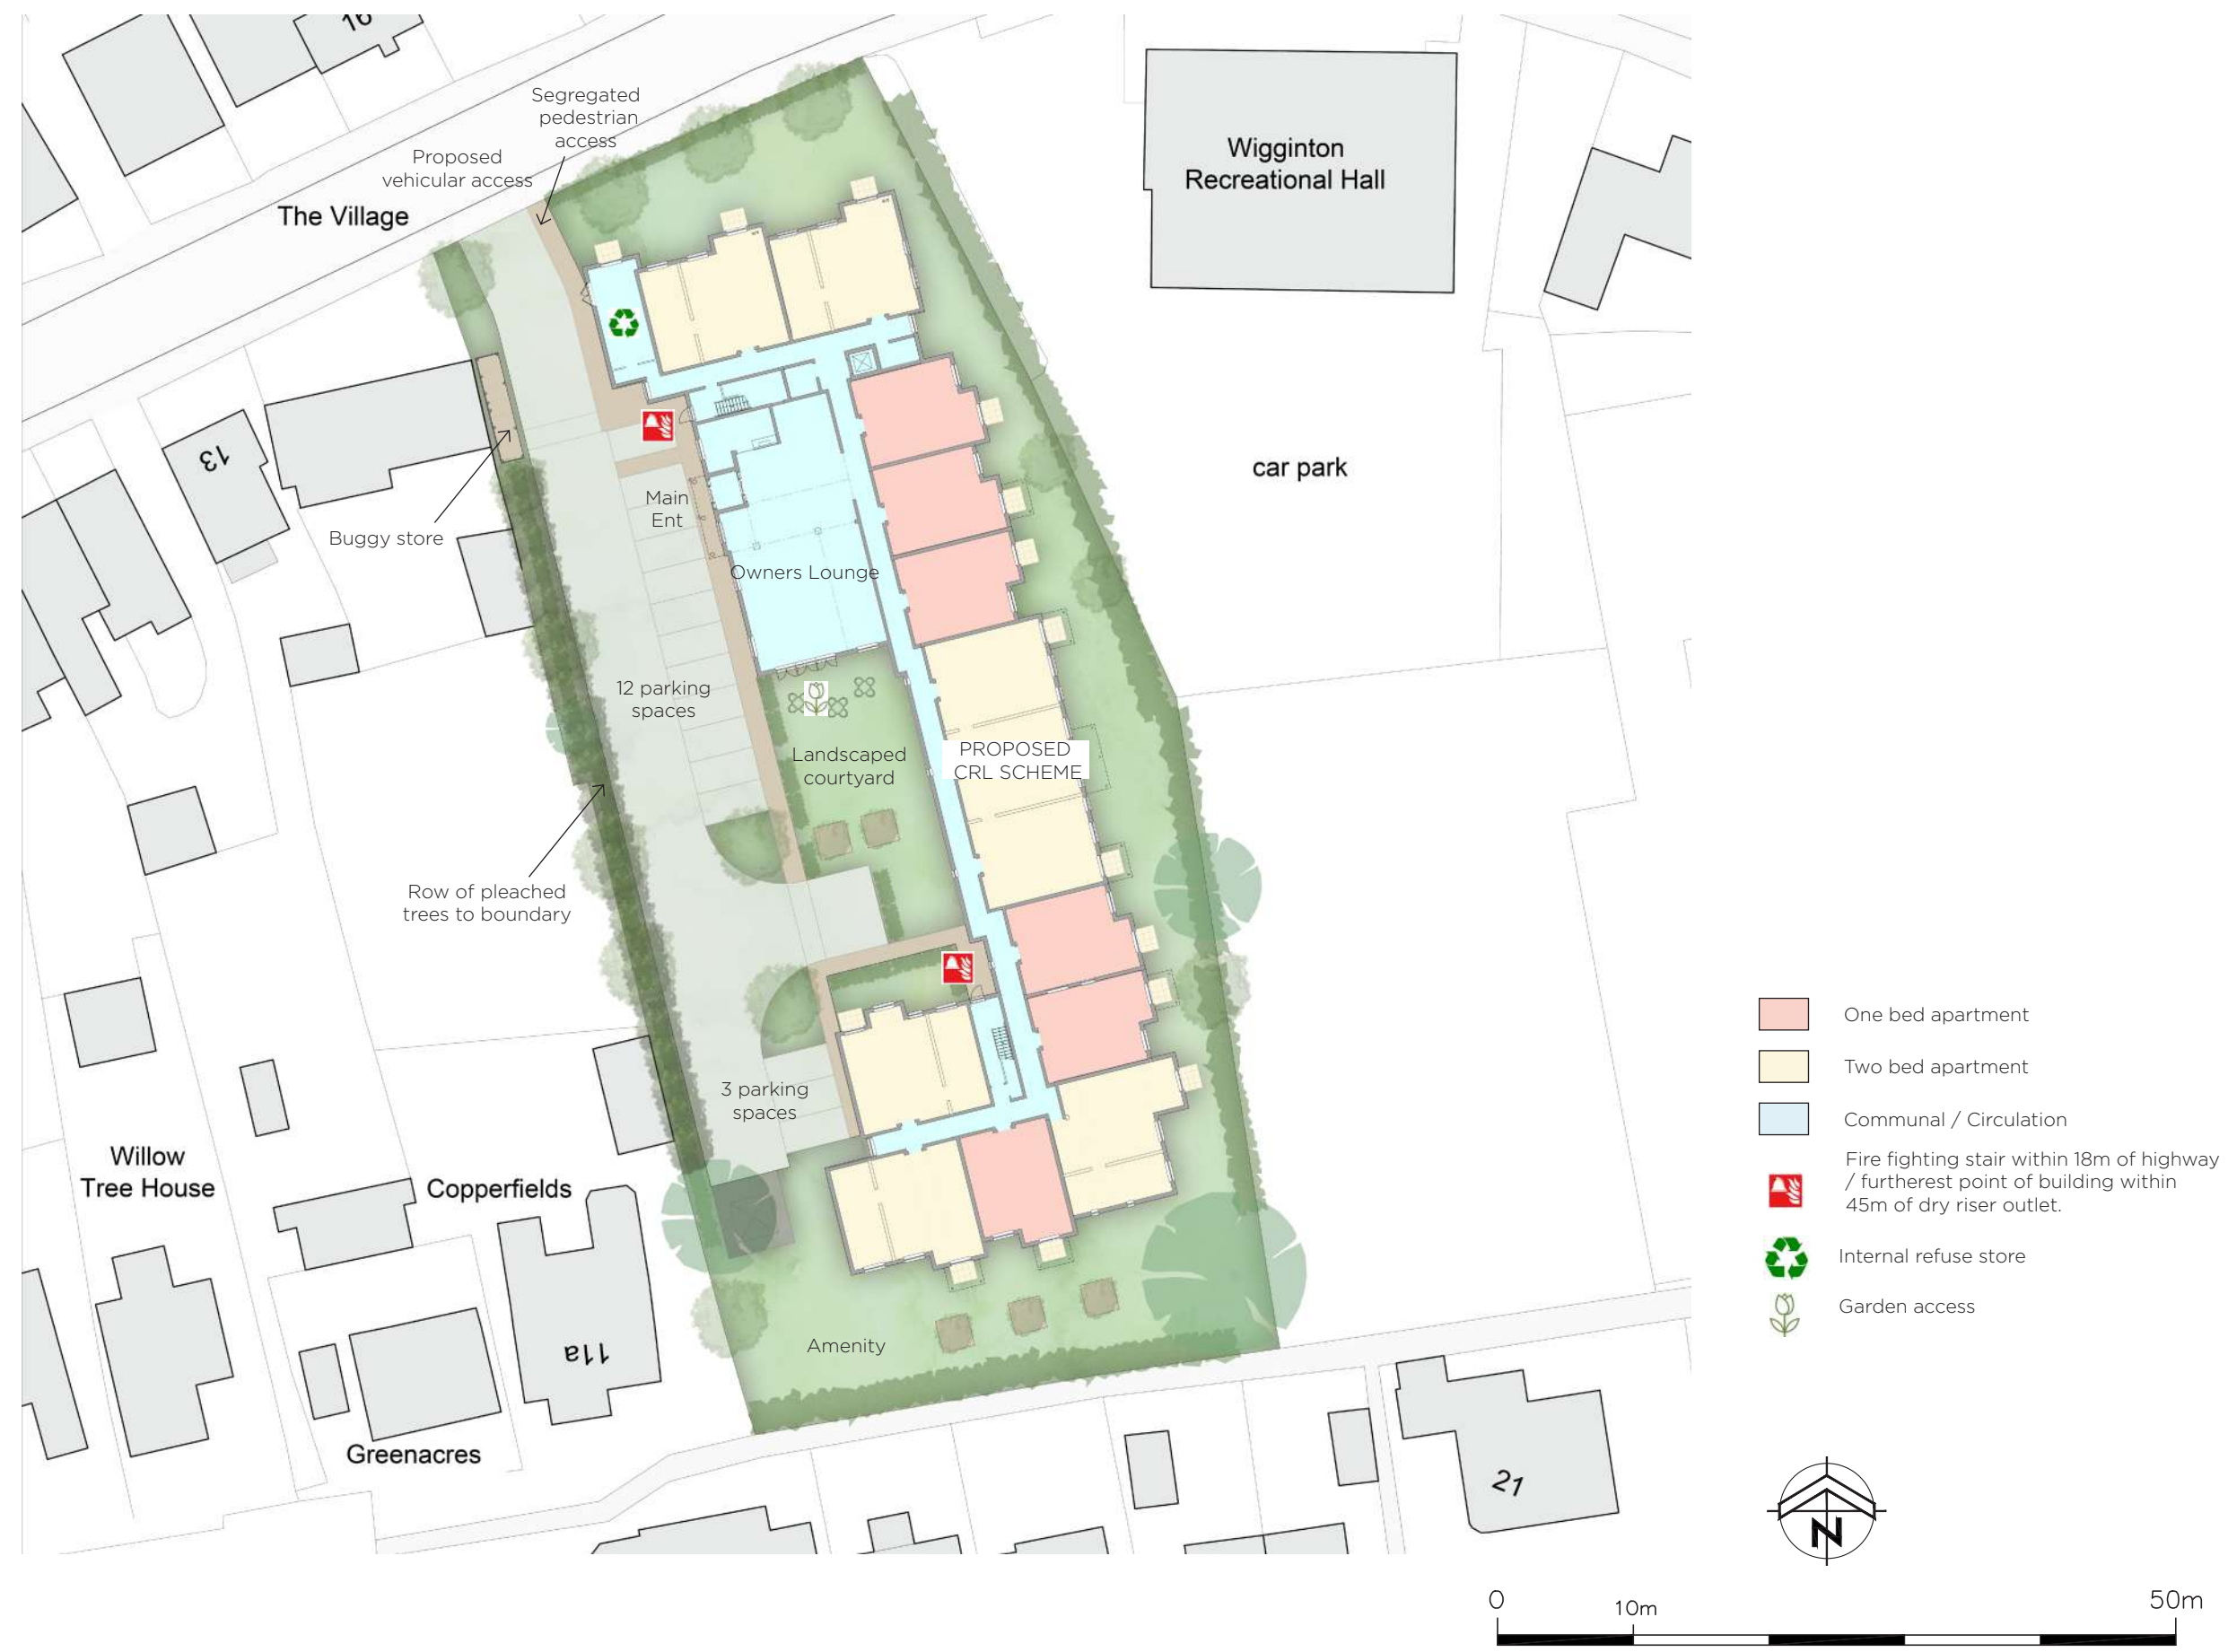 16
Segregated
pedestrian
access
Proposed
vehicular access
The Village
Wigginton
Recreational Hall
13
car park
Main
Ent
Buggy store
Owners Lounge
12 parking
spaces
Landscaped
courtyard
PROPOSED
CRL SCHEME
Row of pleached
trees to boundary
3 parking
spaces
Willow
Tree House
Copperfields
11a
Amenity
Greenacres
21
One bed apartment
Two bed apartment
Communal / Circulation
Fire fighting stair within 18m of highway
/ furtherest point of building within
45m of dry riser outlet.
Internal refuse store
Garden access
N
0
10m
50m